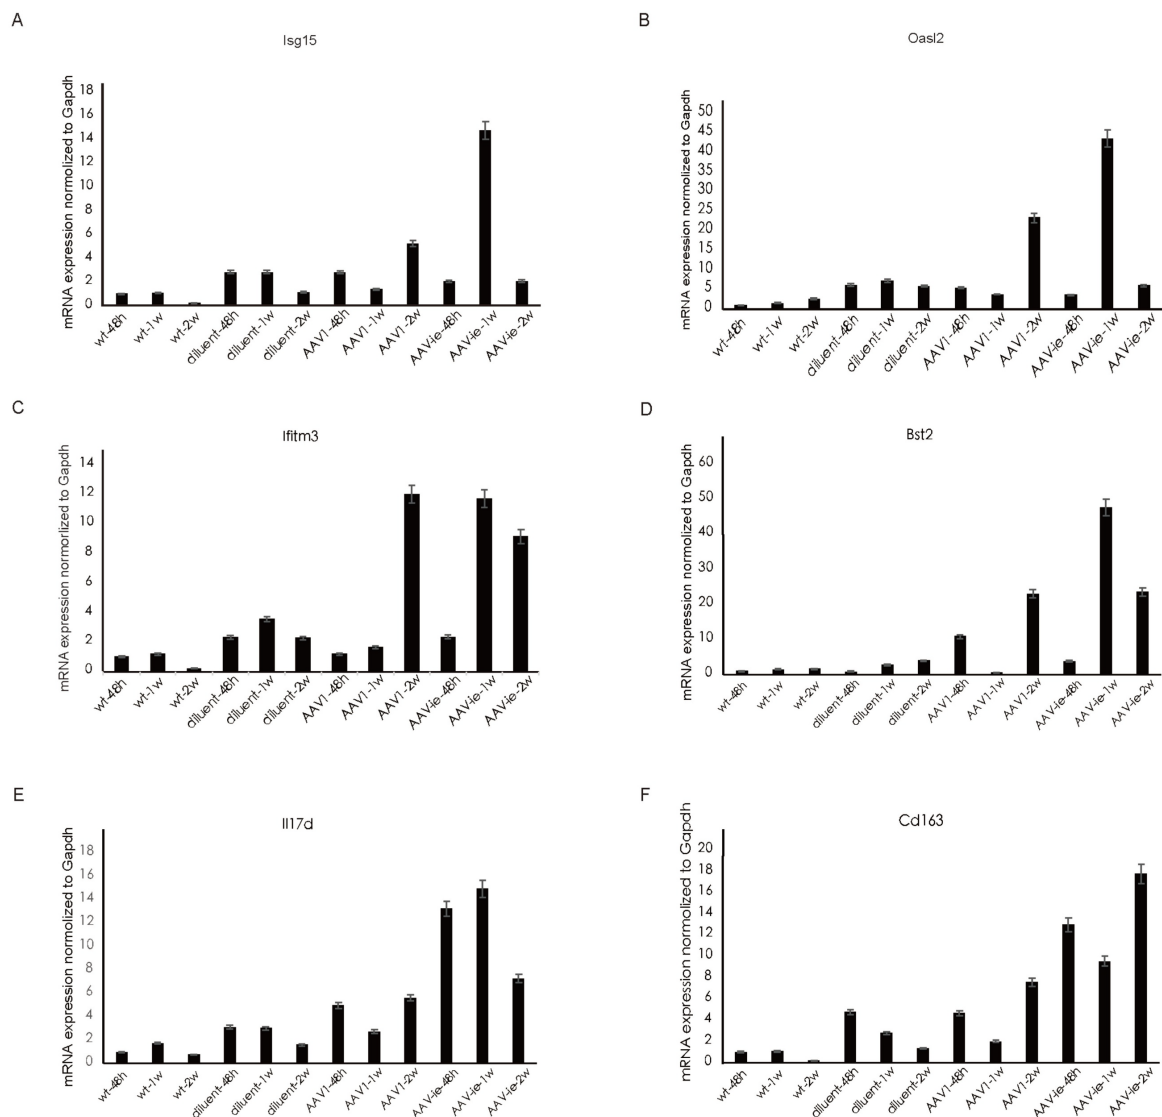 A
Isg15
mRNA expression normolized to Gapdh
18
16
14
12
10
8
6
4
2
0
wt-48h
wt-1w
wt-2w
diluent-48h
diluent-1w
diluent-2w
AAV1-48h
AAV1-1w
AAV1-2w
AAV-ie-48h
AAV-ie-1w
AAV-ie-2w
B
Oasl2
mRNA expression normolized to Gapdh
50
45
40
35
30
25
20
15
10
5
0
wt-48h
wt-1w
wt-2w
diluent-48h
diluent-1w
diluent-2w
AAV1-48h
AAV1-1w
AAV1-2w
AAV-ie-48h
AAV-ie-1w
AAV-ie-2w
C
Ifitm3
mRNA expression normorlized to Gapdh
14
12
10
8
6
4
2
0
wt-48h
wt-1w
wt-2w
diluent-48h
diluent-1w
diluent-2w
AAV1-48h
AAV1-1w
AAV1-2w
AAV-ie-48h
AAV-ie-1w
AAV-ie-2w
D
Bst2
mRNA expression normolized to Gapdh
60
50
40
30
20
10
0
wt-48h
wt-1w
wt-2w
diluent-48h
diluent-1w
diluent-2w
AAV1-48h
AAV1-1w
AAV1-2w
AAV-ie-48h
AAV-ie-1w
AAV-ie-2w
E
Il17d
mRNA expression normolized to Gapdh
18
16
14
12
10
8
6
4
2
0
wt-48h
wt-1w
wt-2w
diluent-48h
diluent-1w
diluent-2w
AAV1-48h
AAV1-1w
AAV1-2w
AAV-ie-48h
AAV-ie-1w
AAV-ie-2w
F
Cd163
mRNA expression normolized to Gapdh
20
18
16
14
12
10
8
6
4
2
0
wt-48h
wt-1w
wt-2w
diluent-48h
diluent-1w
diluent-2w
AAV1-48h
AAV1-1w
AAV1-2w
AAV-ie-48h
AAV-ie-1w
AAV-ie-2w